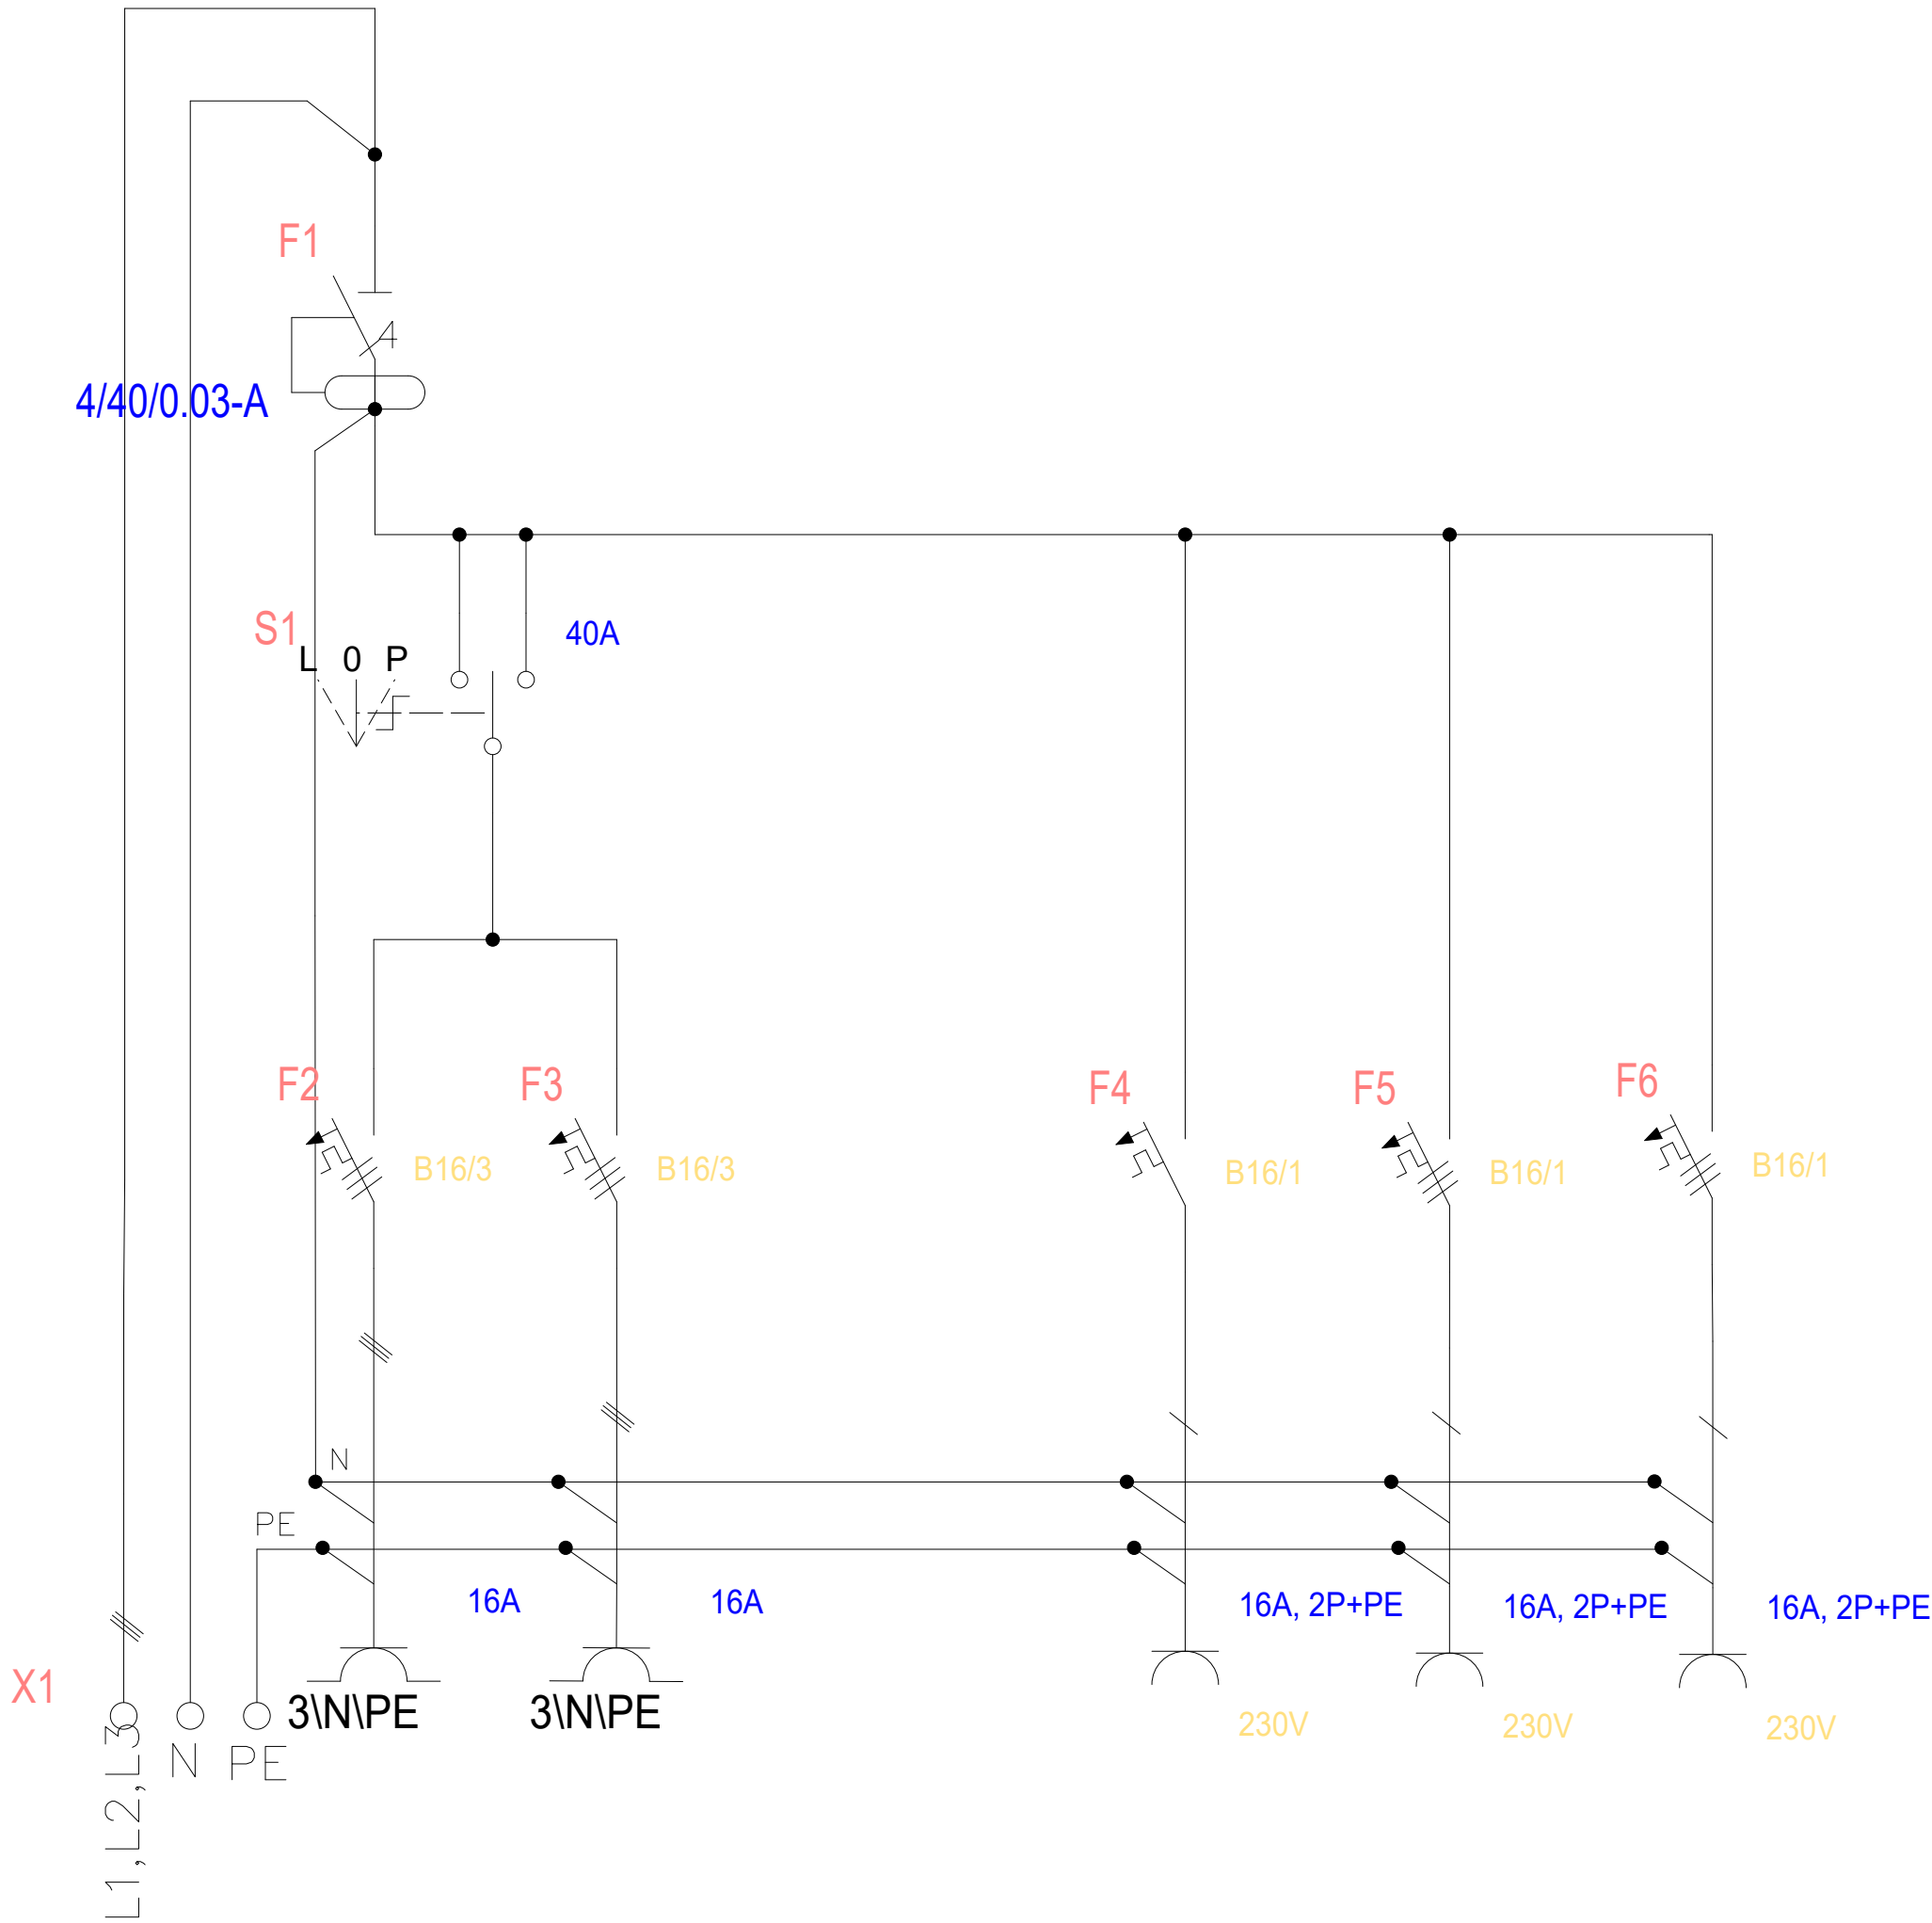 F1
4
4/40/0.03-A
S1
L 0 P
40A
F2
F3
F4
F5
F6
B16/3
B16/3
B16/1
B16/1
B16/1
N
PE
16A
16A
16A, 2P+PE
16A, 2P+PE
16A, 2P+PE
X1
3\N\PE
3\N\PE
230V
230V
230V
L1,L2,L3
N
PE